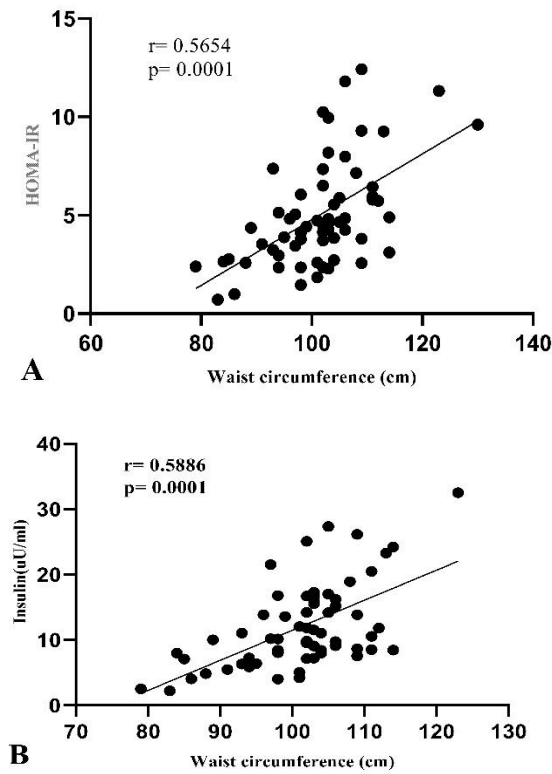 15
r= 0.5654
p= 0.0001
10
HOMA-IR
5
0
60 80 100 120 140
A
Waist circumference (cm)
40
r= 0.5886
p= 0.0001
30
Insulin(uU/ml)
20
10
0
70 80 90 100 110 120 130
B
Waist circumference (cm)